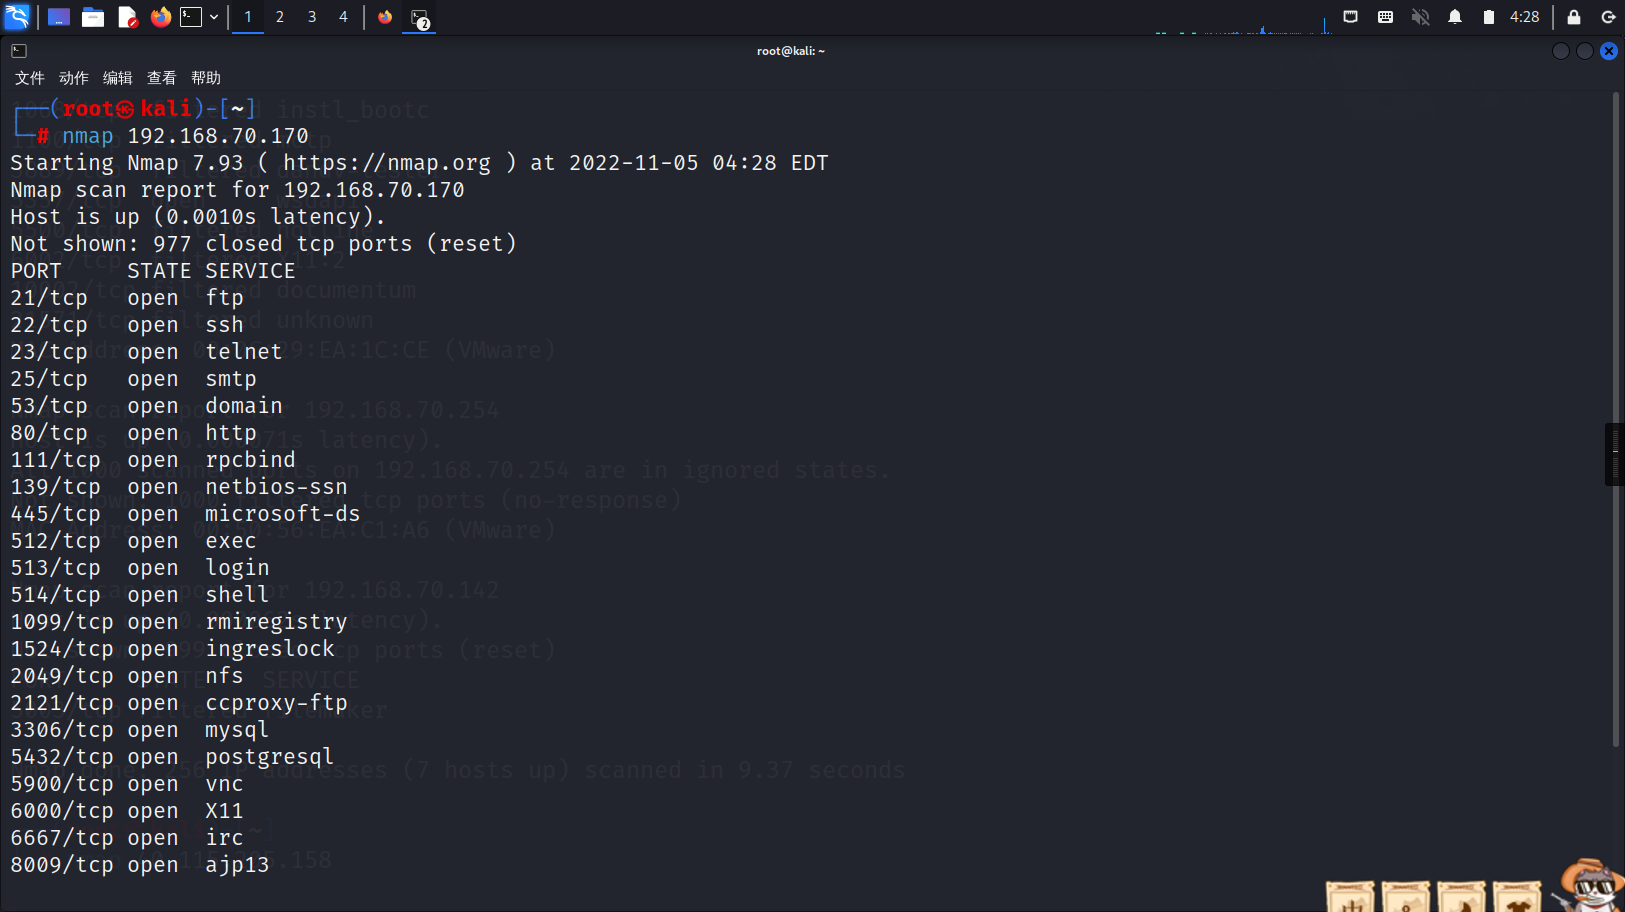 1 2 3 4 2 4:28
root@kali: ~
文件 动作 编辑 查看 帮助
┌──(root㉿kali)-[~]
└─# nmap 192.168.70.170
Starting Nmap 7.93 ( https://nmap.org ) at 2022-11-05 04:28 EDT
Nmap scan report for 192.168.70.170
Host is up (0.0010s latency).
Not shown: 977 closed tcp ports (reset)
PORT     STATE SERVICE
21/tcp   open  ftp
22/tcp   open  ssh
23/tcp   open  telnet
25/tcp   open  smtp
53/tcp   open  domain
80/tcp   open  http
111/tcp  open  rpcbind
139/tcp  open  netbios-ssn
445/tcp  open  microsoft-ds
512/tcp  open  exec
513/tcp  open  login
514/tcp  open  shell
1099/tcp open  rmiregistry
1524/tcp open  ingreslock
2049/tcp open  nfs
2121/tcp open  ccproxy-ftp
3306/tcp open  mysql
5432/tcp open  postgresql
5900/tcp open  vnc
6000/tcp open  X11
6667/tcp open  irc
8009/tcp open  ajp13